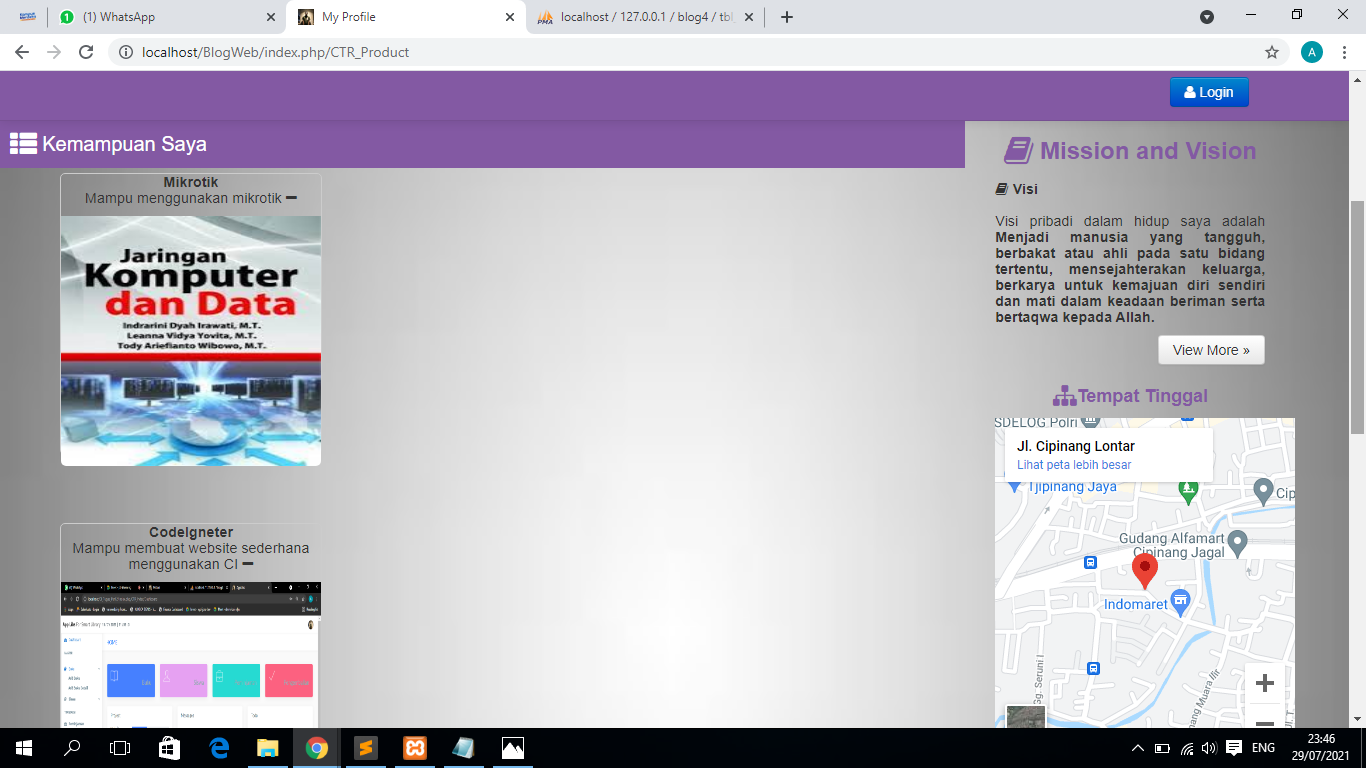 (1) WhatsApp
My Profile
localhost / 127.0.0.1 / blog4 / tbl
localhost/BlogWeb/index.php/CTR_Product
A
Login
Kemampuan Saya
Mikrotik
Mampu menggunakan mikrotik
Jaringan
Komputer
dan Data
Indrarini Dyah Irawati, M.T.
Leanna Vidya Yovita, M.T.
Tody Ariefianto Wibowo, M.T.
CodeIgneter
Mampu membuat website sederhana
menggunakan CI
HOME
Mission and Vision
Visi
Visi pribadi dalam hidup saya adalah
Menjadi manusia yang tangguh,
berbakat atau ahli pada satu bidang
tertentu, mensejahterakan keluarga,
berkarya untuk kemajuan diri sendiri
dan mati dalam keadaan beriman serta
bertaqwa kepada Allah.
View More »
Tempat Tinggal
SDELOG Polri
Jl. Cipinang Lontar
Lihat peta lebih besar
Tjipinang Jaya
Cip
Gudang Alfamart
Cipinang Jagal
Indomaret
Gg. Seruni I
nang Muara Ilir
Jl. T.
ENG
23:46
29/07/2021